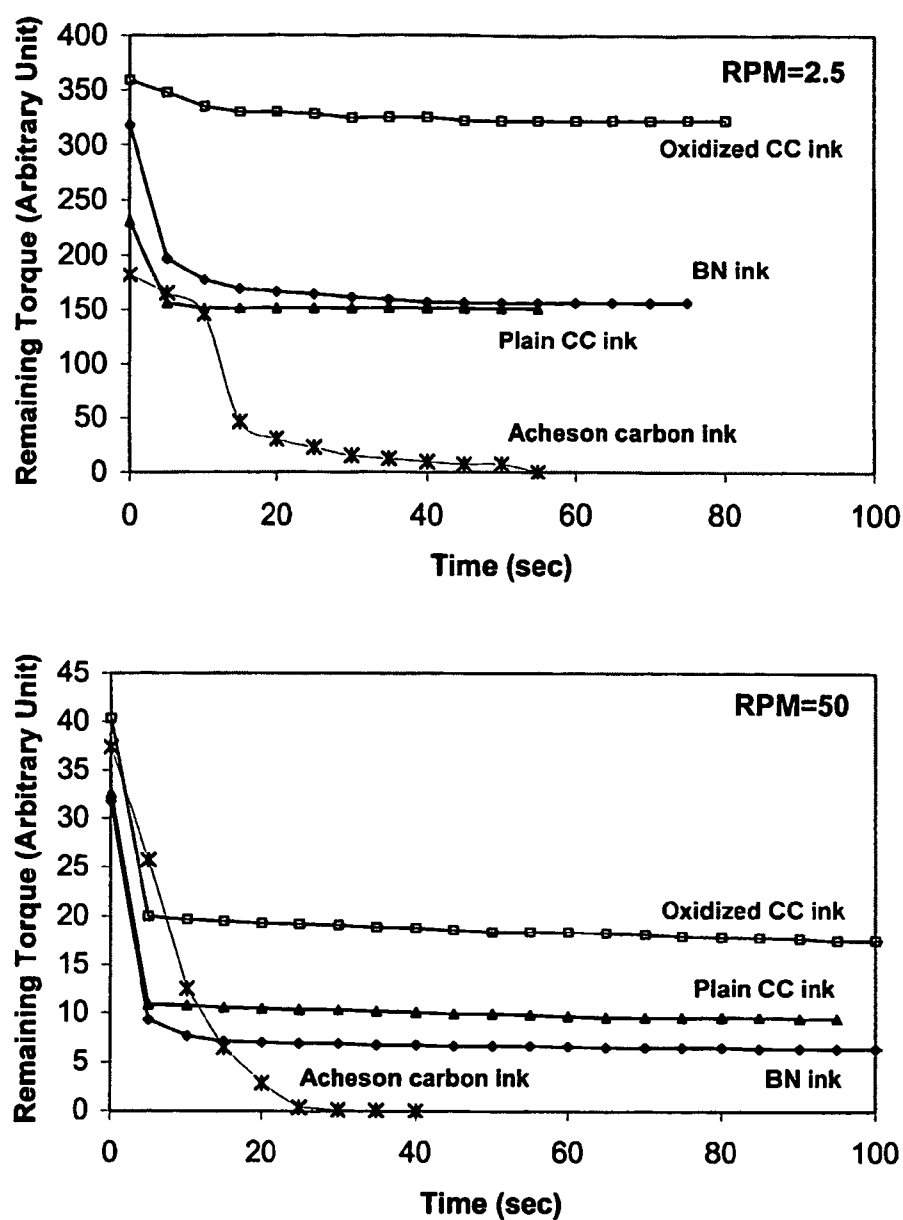 400
350
300
250
200
150
100
50
0
Remaining Torque (Arbitrary Unit)
RPM=2.5
Oxidized CC ink
BN ink
Plain CC ink
Acheson carbon ink
0 20 40 60 80 100
Time (sec)
45
40
35
30
25
20
15
10
5
0
Remaining Torque (Arbitrary Unit)
RPM=50
Oxidized CC ink
Plain CC ink
Acheson carbon ink
BN ink
0 20 40 60 80 100
Time (sec)